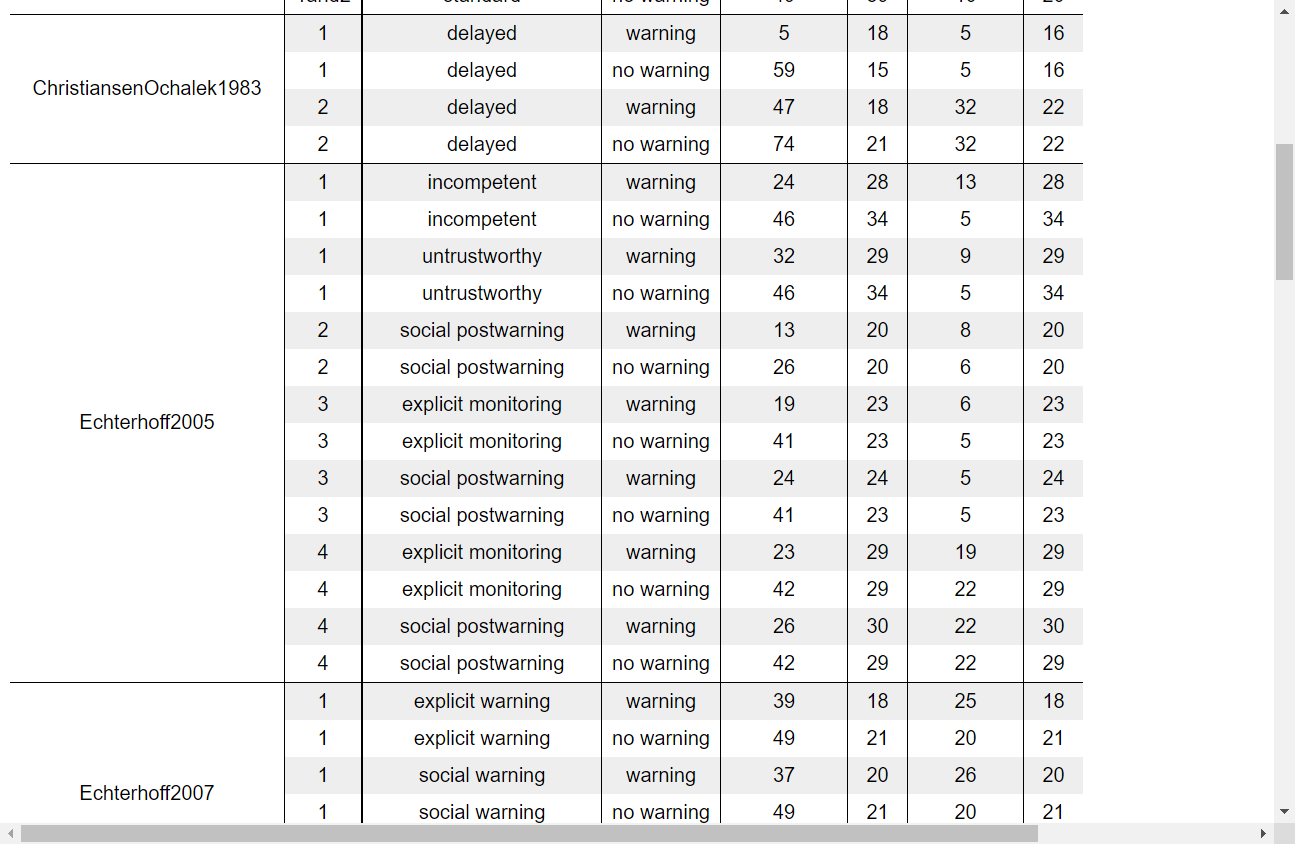 1 delayed warning 5 18 5 16
ChristiansenOchalek1983
1 delayed no warning 59 15 5 16
2 delayed warning 47 18 32 22
2 delayed no warning 74 21 32 22
1 incompetent warning 24 28 13 28
1 incompetent no warning 46 34 5 34
1 untrustworthy warning 32 29 9 29
1 untrustworthy no warning 46 34 5 34
2 social postwarning warning 13 20 8 20
2 social postwarning no warning 26 20 6 20
3 explicit monitoring warning 19 23 6 23
Echterhoff2005
3 explicit monitoring no warning 41 23 5 23
3 social postwarning warning 24 24 5 24
3 social postwarning no warning 41 23 5 23
4 explicit monitoring warning 23 29 19 29
4 explicit monitoring no warning 42 29 22 29
4 social postwarning warning 26 30 22 30
4 social postwarning no warning 42 29 22 29
1 explicit warning warning 39 18 25 18
1 explicit warning no warning 49 21 20 21
1 social warning warning 37 20 26 20
Echterhoff2007
1 social warning no warning 49 21 20 21